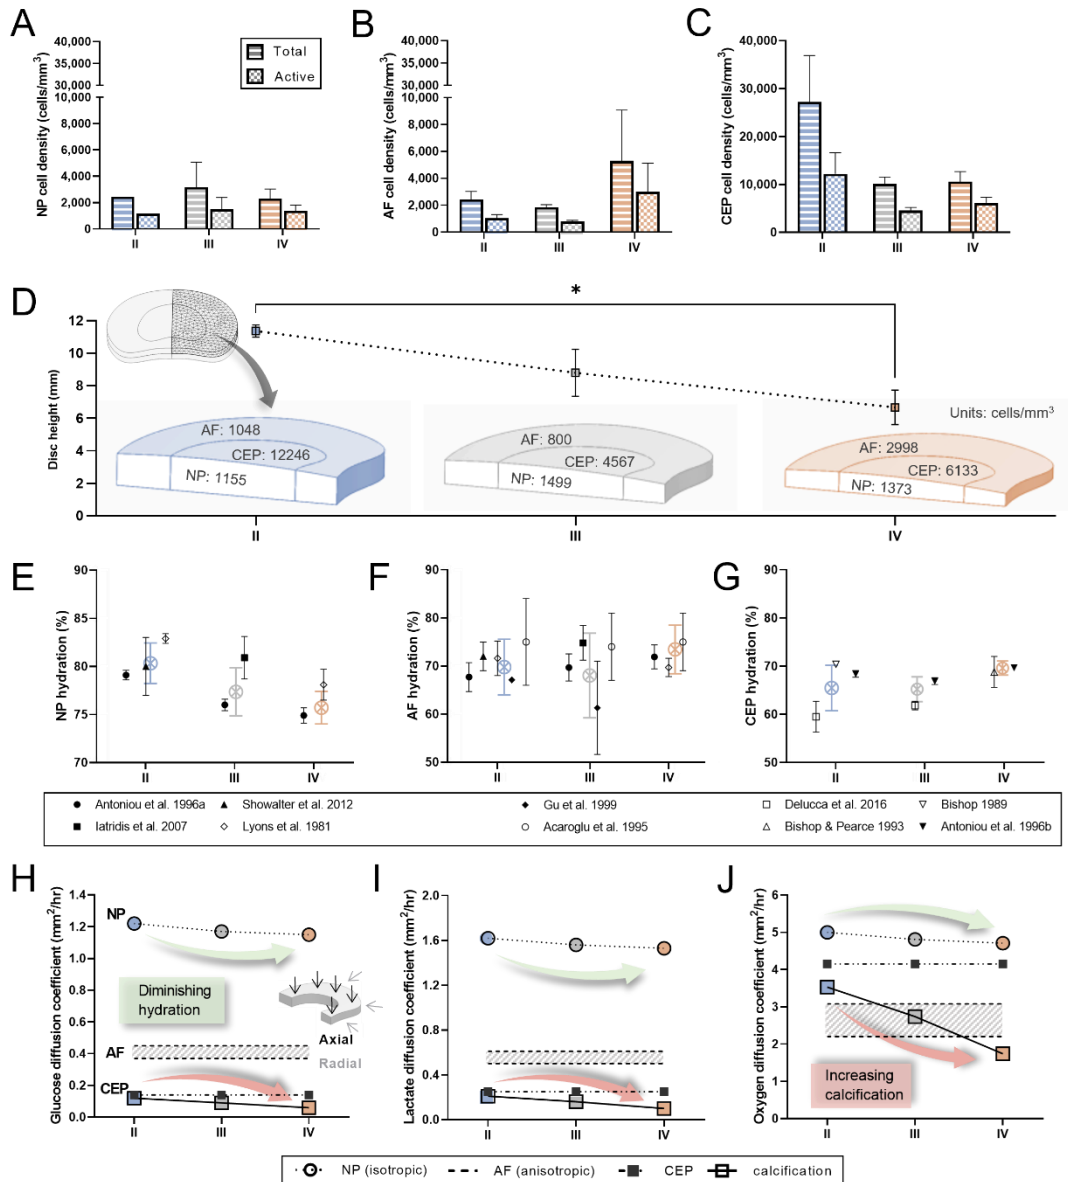 A
NP cell density (cells/mm³)
40,000
35,000
30,000
10,000
8,000
6,000
4,000
2,000
0
II
III
IV
Total
Active
B
AF cell density (cells/mm³)
40,000
35,000
30,000
10,000
8,000
6,000
4,000
2,000
0
II
III
IV
C
CEP cell density (cells/mm³)
40,000
30,000
20,000
10,000
0
II
III
IV
D
Disc height (mm)
12
10
8
6
4
2
0
*
Units: cells/mm³
AF: 1048
CEP: 12246
NP: 1155
AF: 800
CEP: 4567
NP: 1499
AF: 2998
CEP: 6133
NP: 1373
II
III
IV
E
NP hydration (%)
90
85
80
75
70
II
III
IV
F
AF hydration (%)
90
80
70
60
50
II
III
IV
G
CEP hydration (%)
90
80
70
60
50
II
III
IV
Antoniou et al. 1996a
Showalter et al. 2012
Gu et al. 1999
Delucca et al. 2016
Bishop 1989
Iatridis et al. 2007
Lyons et al. 1981
Acaroglu et al. 1995
Bishop & Pearce 1993
Antoniou et al. 1996b
H
Glucose diffusion coefficient (mm²/hr)
1.4
1.2
1.0
0.8
0.6
0.4
0.2
0.0
NP
Diminishing
hydration
Axial
Radial
AF
CEP
II
III
IV
I
Lactate diffusion coefficient (mm²/hr)
2.0
1.6
1.2
0.8
0.4
0.0
II
III
IV
J
Oxygen diffusion coefficient (mm²/hr)
6
5
4
3
2
1
0
Increasing
calcification
II
III
IV
NP (isotropic)
AF (anisotropic)
CEP
calcification